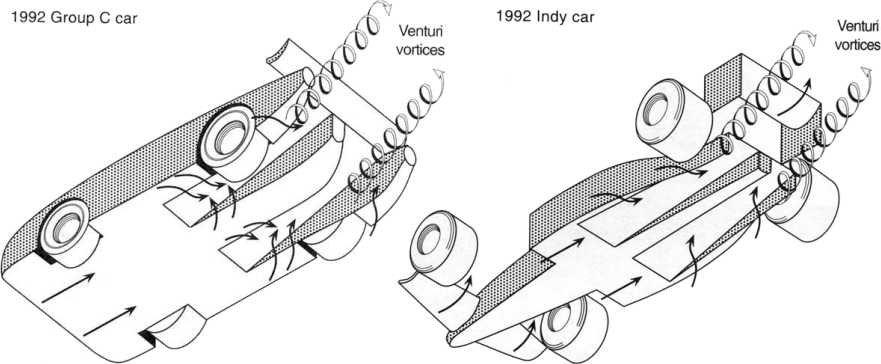 1992 Group C car
Venturi
vortices
1992 Indy car
Venturi
vortices